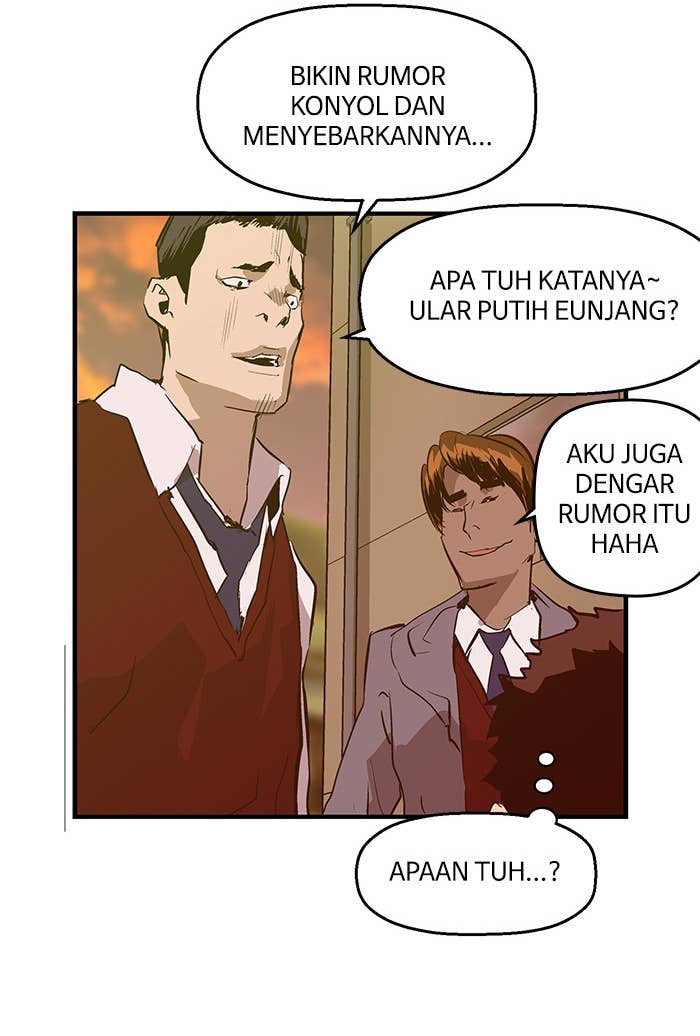 BIKIN RUMOR
KONYOL DAN
MENYEBARKANNYA...
APA TUH KATANYA~
ULAR PUTIH EUNJANG?
AKU JUGA
DENGAR
RUMOR ITU
HAHA
APAAN TUH...?